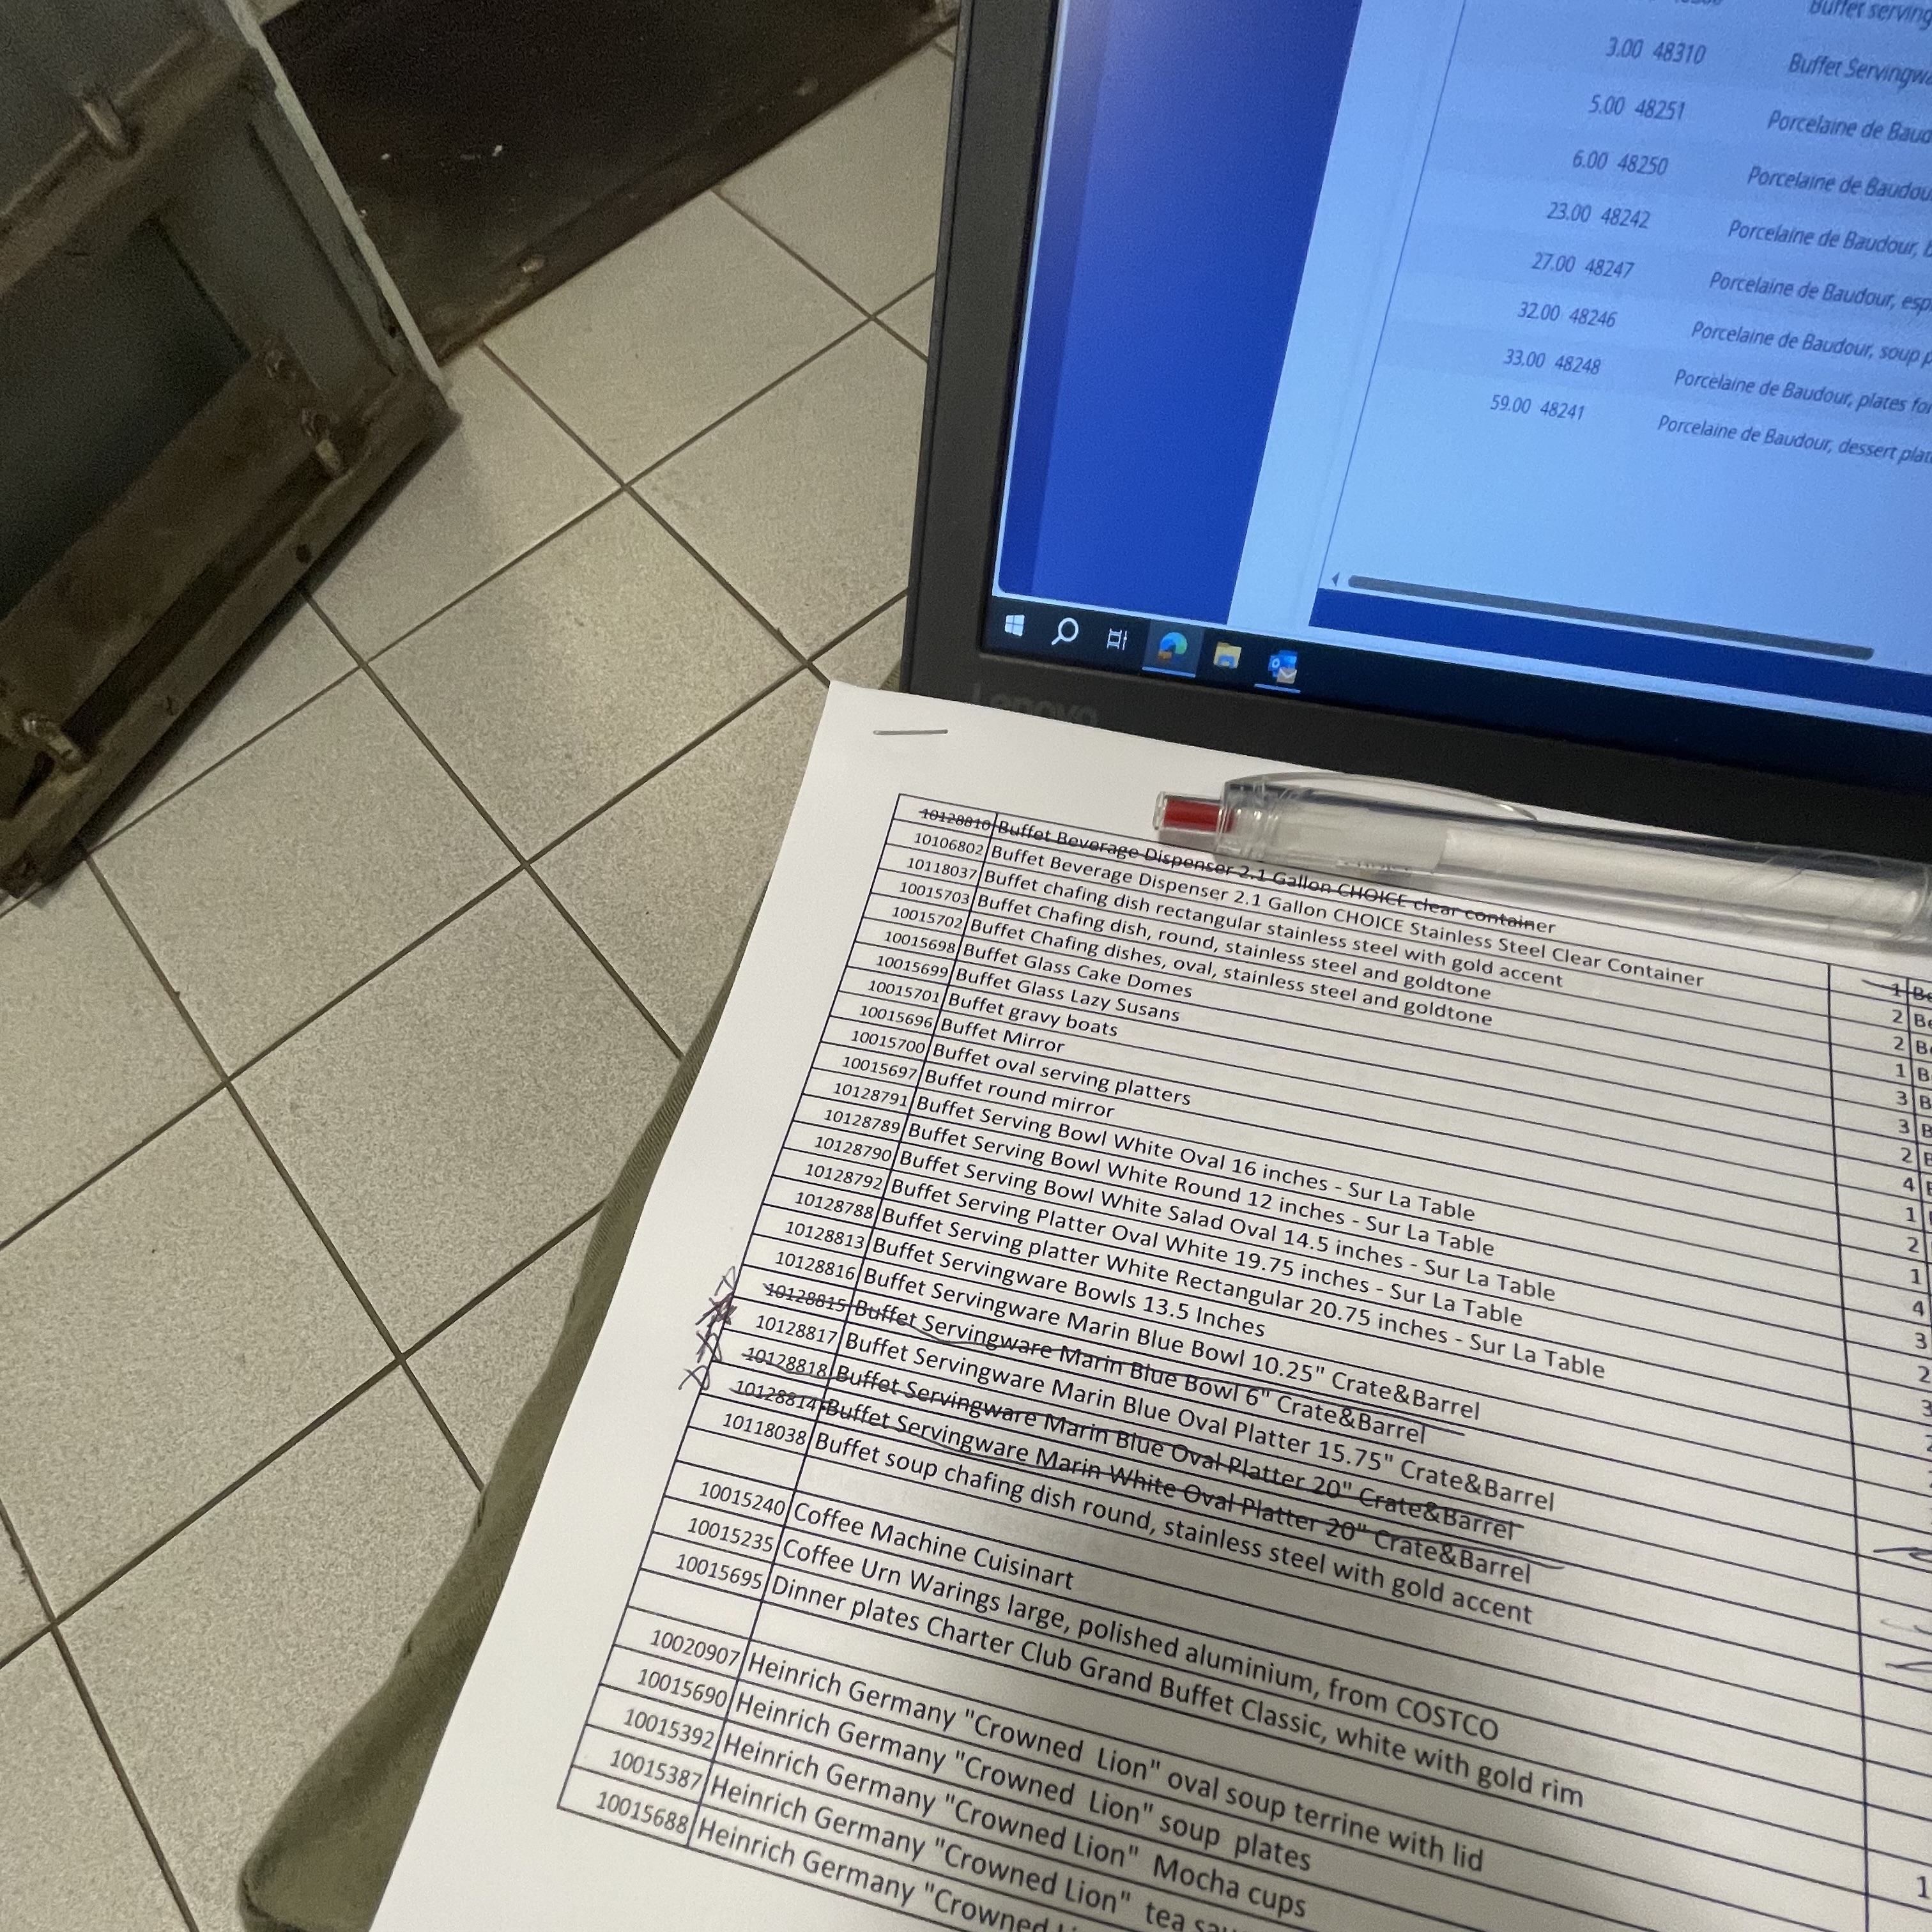 Buffet serving
3.00 48310 Buffet Servingwa
5.00 48251 Porcelaine de Baud
6.00 48250 Porcelaine de Baudou
23.00 48242 Porcelaine de Baudour,
27.00 48247 Porcelaine de Baudour, esp
32.00 48246 Porcelaine de Baudour, soup p
33.00 48248 Porcelaine de Baudour, plates for
59.00 48241 Porcelaine de Baudour, dessert plat
Lenovo
10128810 Buffet Beverage Dispenser 2.1 Gallon CHOICE clear container 1 Be
10106802 Buffet Beverage Dispenser 2.1 Gallon CHOICE Stainless Steel Clear Container 2 Be
10118037 Buffet chafing dish rectangular stainless steel with gold accent 2 B
10015703 Buffet Chafing dish, round, stainless steel and goldtone 1 B
10015702 Buffet Chafing dishes, oval, stainless steel and goldtone 3 B
10015698 Buffet Glass Cake Domes 3 B
10015699 Buffet Glass Lazy Susans 2 B
10015701 Buffet gravy boats 4
10015696 Buffet Mirror 1
10015700 Buffet oval serving platters 2
10015697 Buffet round mirror 1
10128791 Buffet Serving Bowl White Oval 16 inches - Sur La Table 4
10128789 Buffet Serving Bowl White Round 12 inches - Sur La Table 3
10128790 Buffet Serving Bowl White Salad Oval 14.5 inches - Sur La Table 2
10128792 Buffet Serving Platter Oval White 19.75 inches - Sur La Table
10128788 Buffet Serving platter White Rectangular 20.75 inches - Sur La Table
10128813 Buffet Servingware Bowls 13.5 Inches
10128816 Buffet Servingware Marin Blue Bowl 10.25" Crate&Barrel
10128815 Buffet Servingware Marin Blue Bowl 6" Crate&Barrel
10128817 Buffet Servingware Marin Blue Oval Platter 15.75" Crate&Barrel
10128818 Buffet Servingware Marin Blue Oval Platter 20" Crate&Barrel
10128814 Buffet Servingware Marin White Oval Platter 20" Crate&Barrel
10118038 Buffet soup chafing dish round, stainless steel with gold accent
10015240 Coffee Machine Cuisinart
10015235 Coffee Urn Warings large, polished aluminium, from COSTCO
10015695 Dinner plates Charter Club Grand Buffet Classic, white with gold rim
10020907 Heinrich Germany "Crowned Lion" oval soup terrine with lid
10015690 Heinrich Germany "Crowned Lion" soup plates
10015392 Heinrich Germany "Crowned Lion" Mocha cups
10015387 Heinrich Germany "Crowned Lion" tea sau
10015688 Heinrich Germany "Crowned